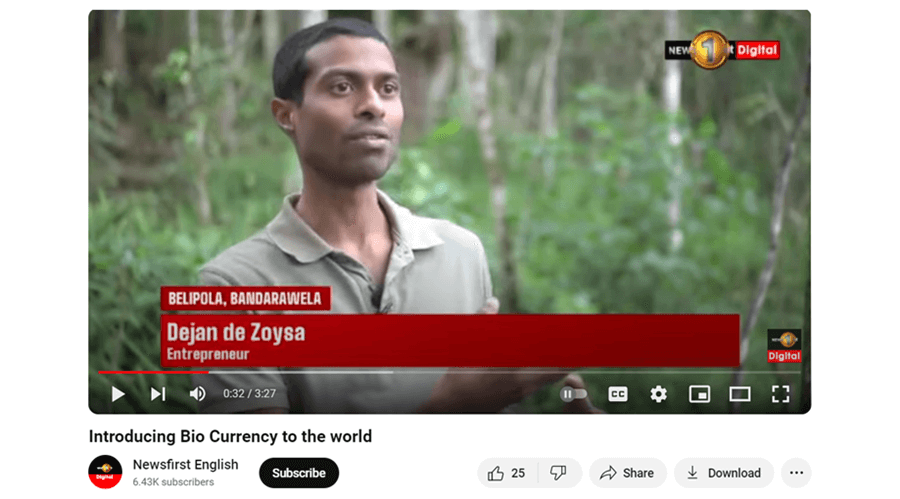 NEWS 1st Digital
BELIPOLA, BANDARAWELA
Dejan de Zoysa
Entrepreneur
Digital
0:32 / 3:27
CC
Introducing Bio Currency to the world
Newsfirst English
6.43K subscribers
Digital
Subscribe
25
Share
Download